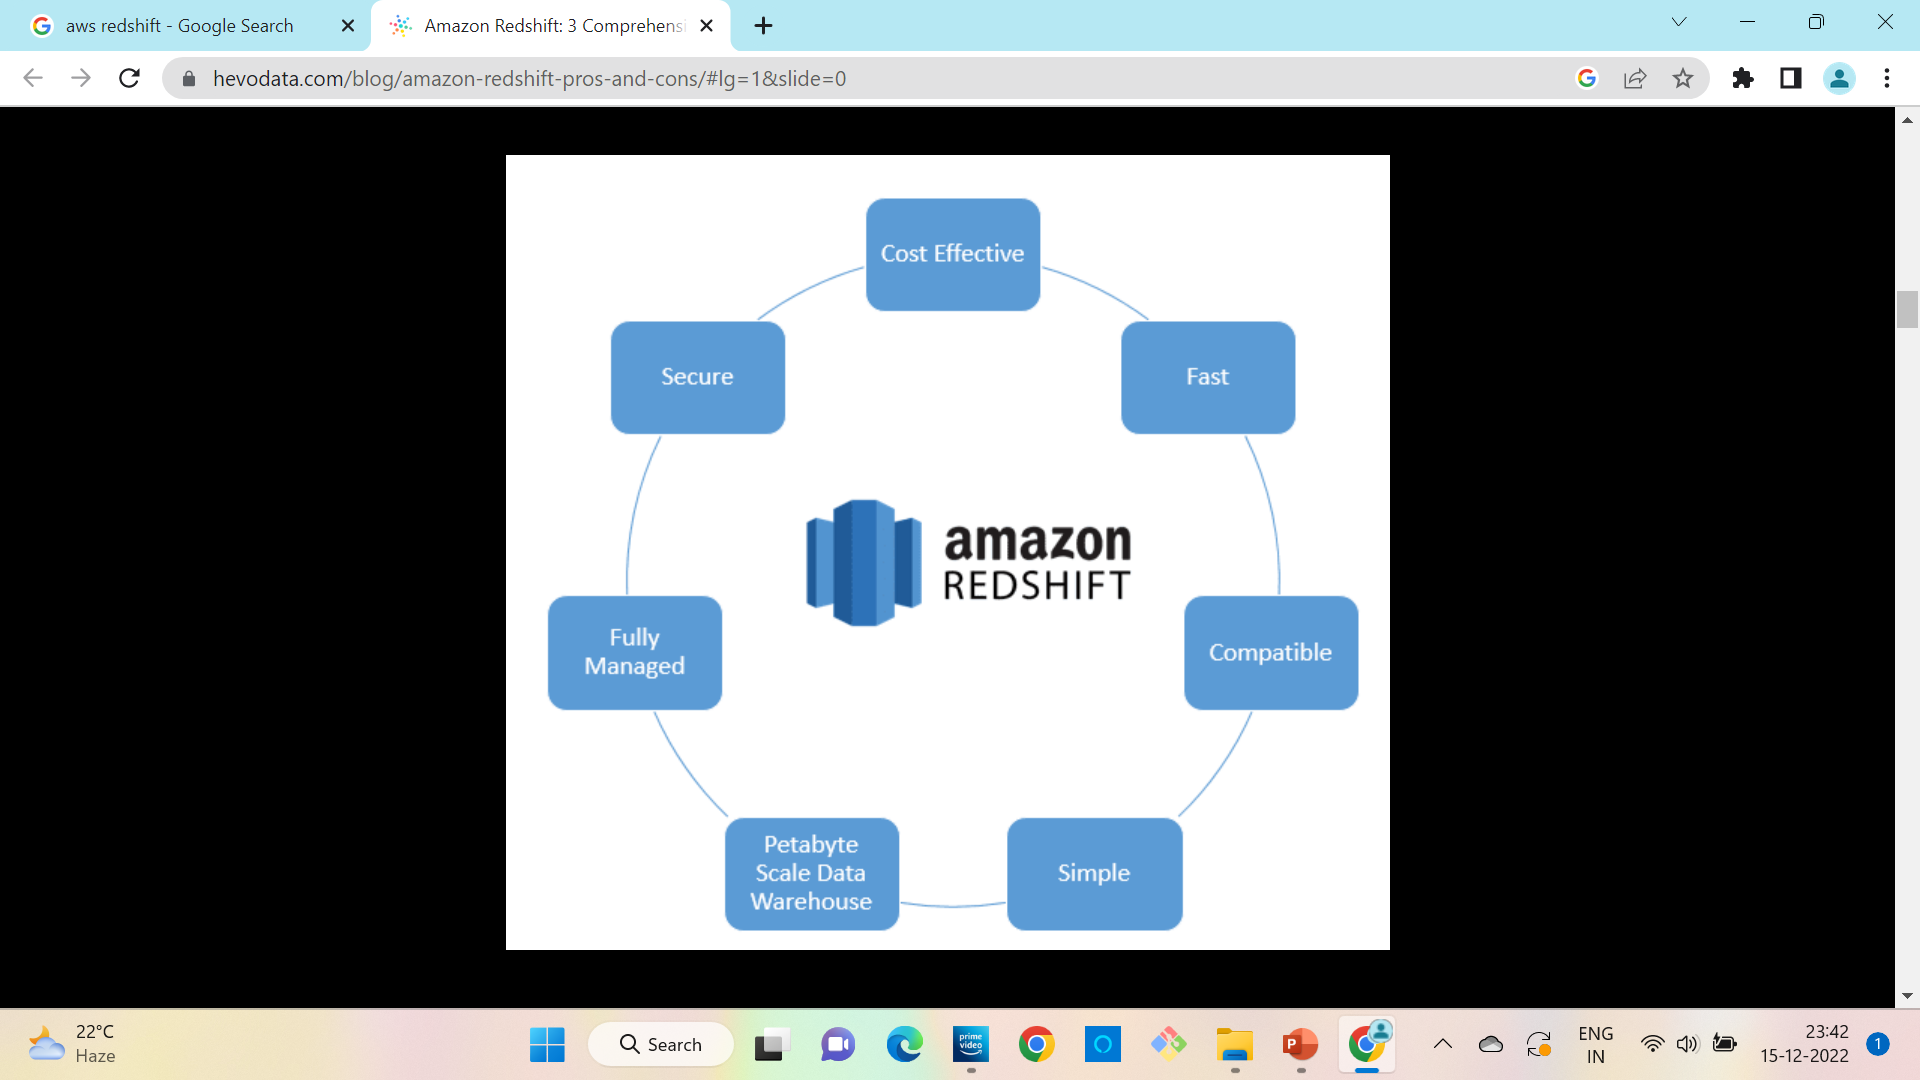 aws redshift - Google Search
Amazon Redshift: 3 Comprehensi
hevodata.com/blog/amazon-redshift-pros-and-cons/#lg=1&slide=0
Cost Effective
Secure
Fast
amazon
REDSHIFT
Fully
Managed
Compatible
Petabyte
Scale Data
Warehouse
Simple
22°C
Haze
Search
prime
video
P
ENG
IN
23:42
15-12-2022
1